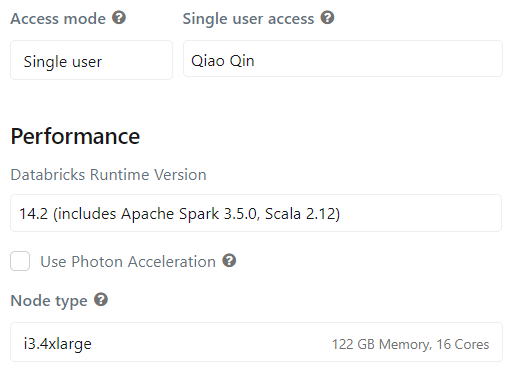 Access mode Single user access
Single user Qiao Qin
Performance
Databricks Runtime Version
14.2 (includes Apache Spark 3.5.0, Scala 2.12)
Use Photon Acceleration
Node type
i3.4xlarge 122 GB Memory, 16 Cores